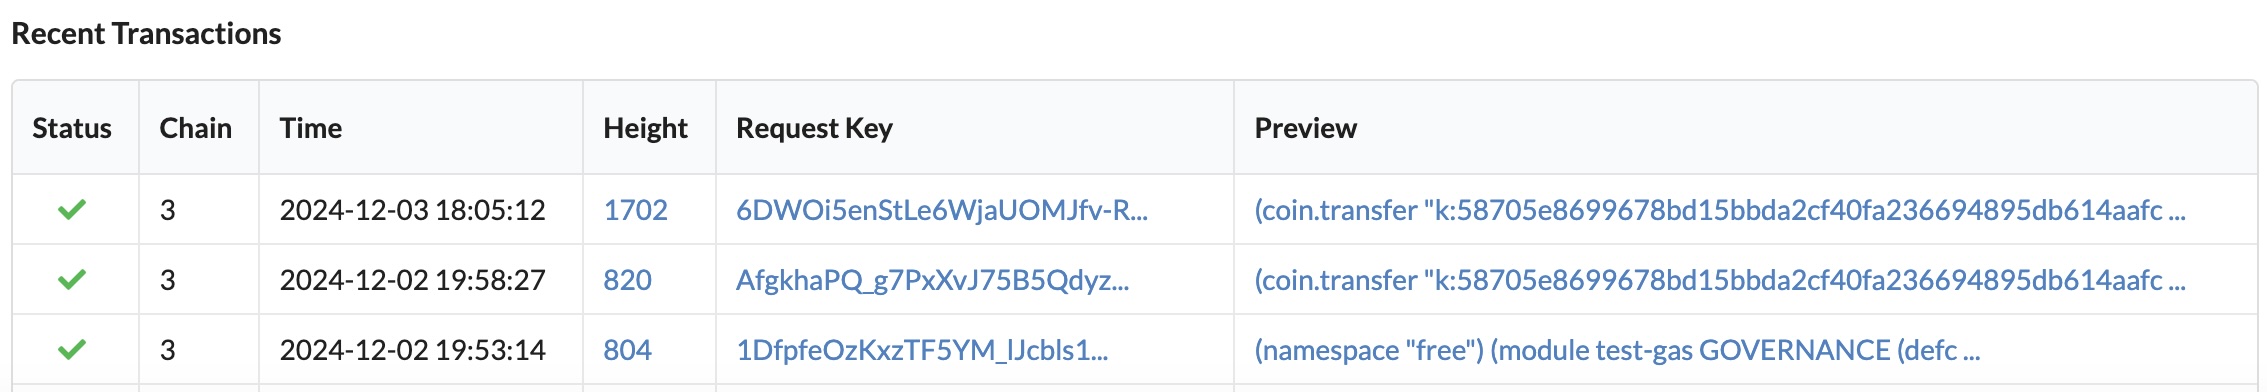 Recent Transactions
Status Chain Time Height Request Key Preview
3 2024-12-03 18:05:12 1702 6DWOi5enStLe6WjaUOMJfv-R... (coin.transfer "k:58705e8699678bd15bbda2cf40fa236694895db614aafc ...
3 2024-12-02 19:58:27 820 AfgkhaPQ_g7PxXvJ75B5Qdyz... (coin.transfer "k:58705e8699678bd15bbda2cf40fa236694895db614aafc ...
3 2024-12-02 19:53:14 804 1DfpfeOzKxzTF5YM_lJcbls1... (namespace "free") (module test-gas GOVERNANCE (defc ...